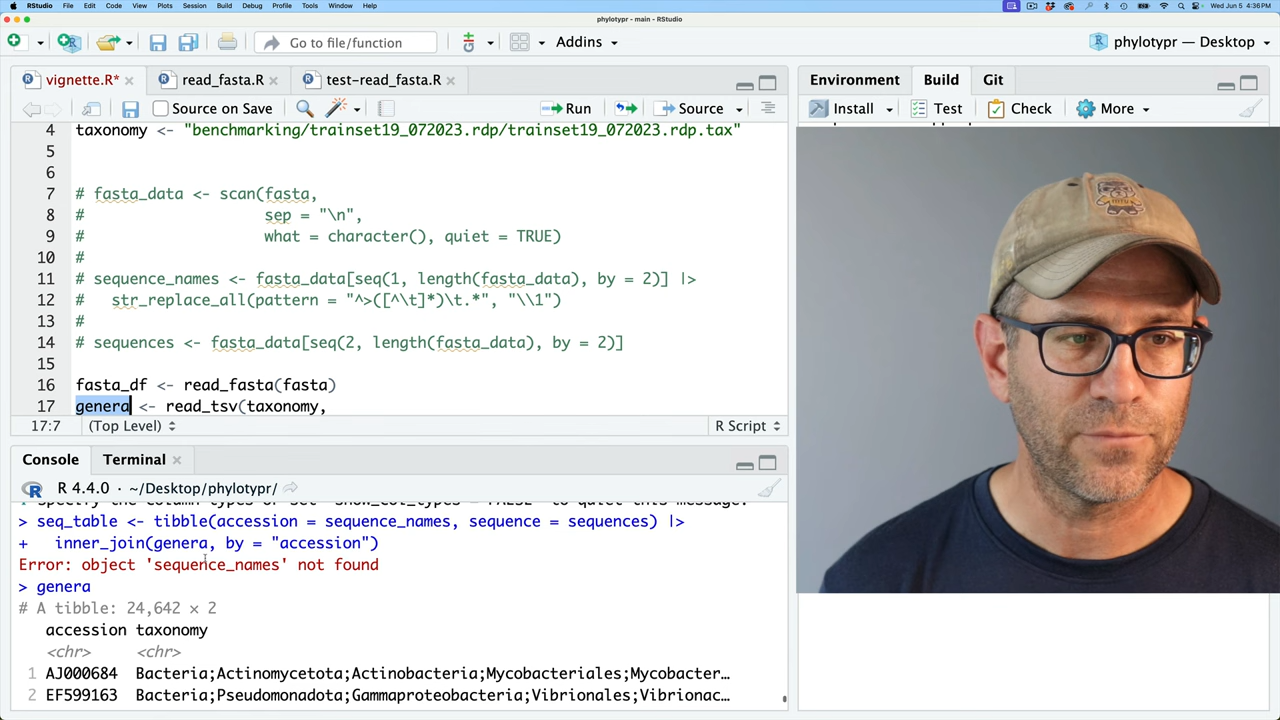 RStudio File Edit Code View Plots Session Build Debug Profile Tools Window Help Wed Jun 5 4:36 PM
phylotypr - main - RStudio
Go to file/function Addins phylotypr — Desktop
vignette.R* read_fasta.R test-read_fasta.R Environment Build Git
Source on Save Run Source Install Test Check More
4 taxonomy <- "benchmarking/trainset19_072023.rdp/trainset19_072023.rdp.tax"
5
6
7 # fasta_data <- scan(fasta,
8 # sep = "\n",
9 # what = character(), quiet = TRUE)
10 #
11 # sequence_names <- fasta_data[seq(1, length(fasta_data), by = 2)] |>
12 # str_replace_all(pattern = "^>([^\t]*)\t.*", "\\1")
13 #
14 # sequences <- fasta_data[seq(2, length(fasta_data), by = 2)]
15
16 fasta_df <- read_fasta(fasta)
17 genera <- read_tsv(taxonomy,
17:7 (Top Level) R Script
Console Terminal
R 4.4.0 · ~/Desktop/phylotypr/
> seq_table <- tibble(accession = sequence_names, sequence = sequences) |>
+ inner_join(genera, by = "accession")
Error: object 'sequence_names' not found
> genera
# A tibble: 24,642 × 2
accession taxonomy
<chr> <chr>
1 AJ000684 Bacteria;Actinomycetota;Actinobacteria;Mycobacteriales;Mycobacter…
2 EF599163 Bacteria;Pseudomonadota;Gammaproteobacteria;Vibrionales;Vibrionac…